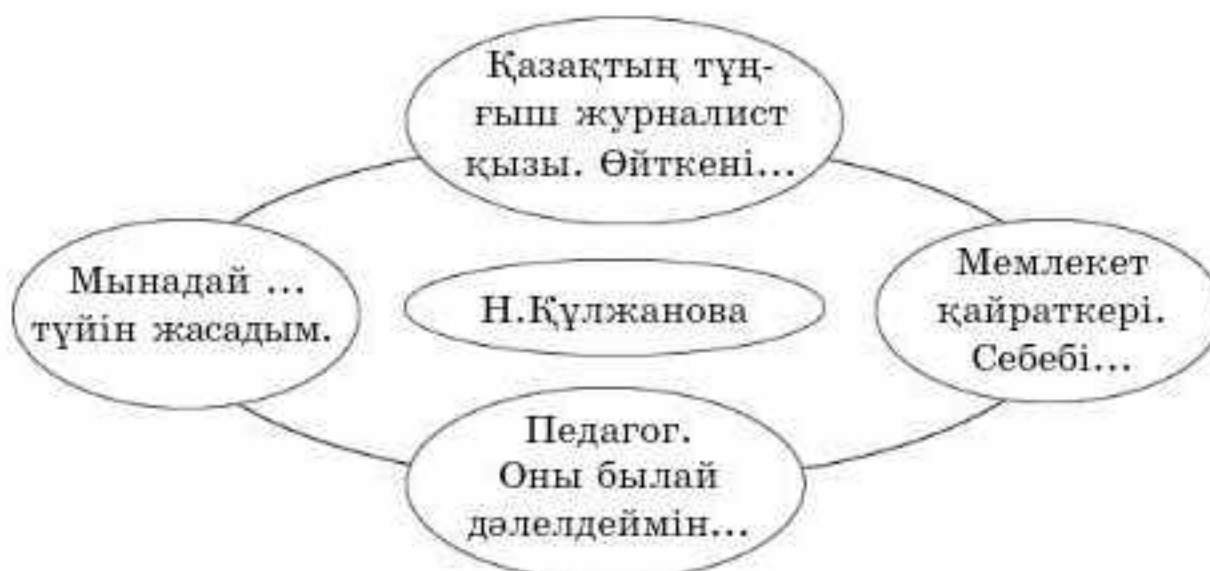 Қазақтың тұң-
ғыш журналист
қызы. Өйткені...
Мынадай ...
түйін жасадым.
Н.Құлжанова
Мемлекет
қайраткері.
Себебі...
Педагог.
Оны былай
дәлелдеймін...